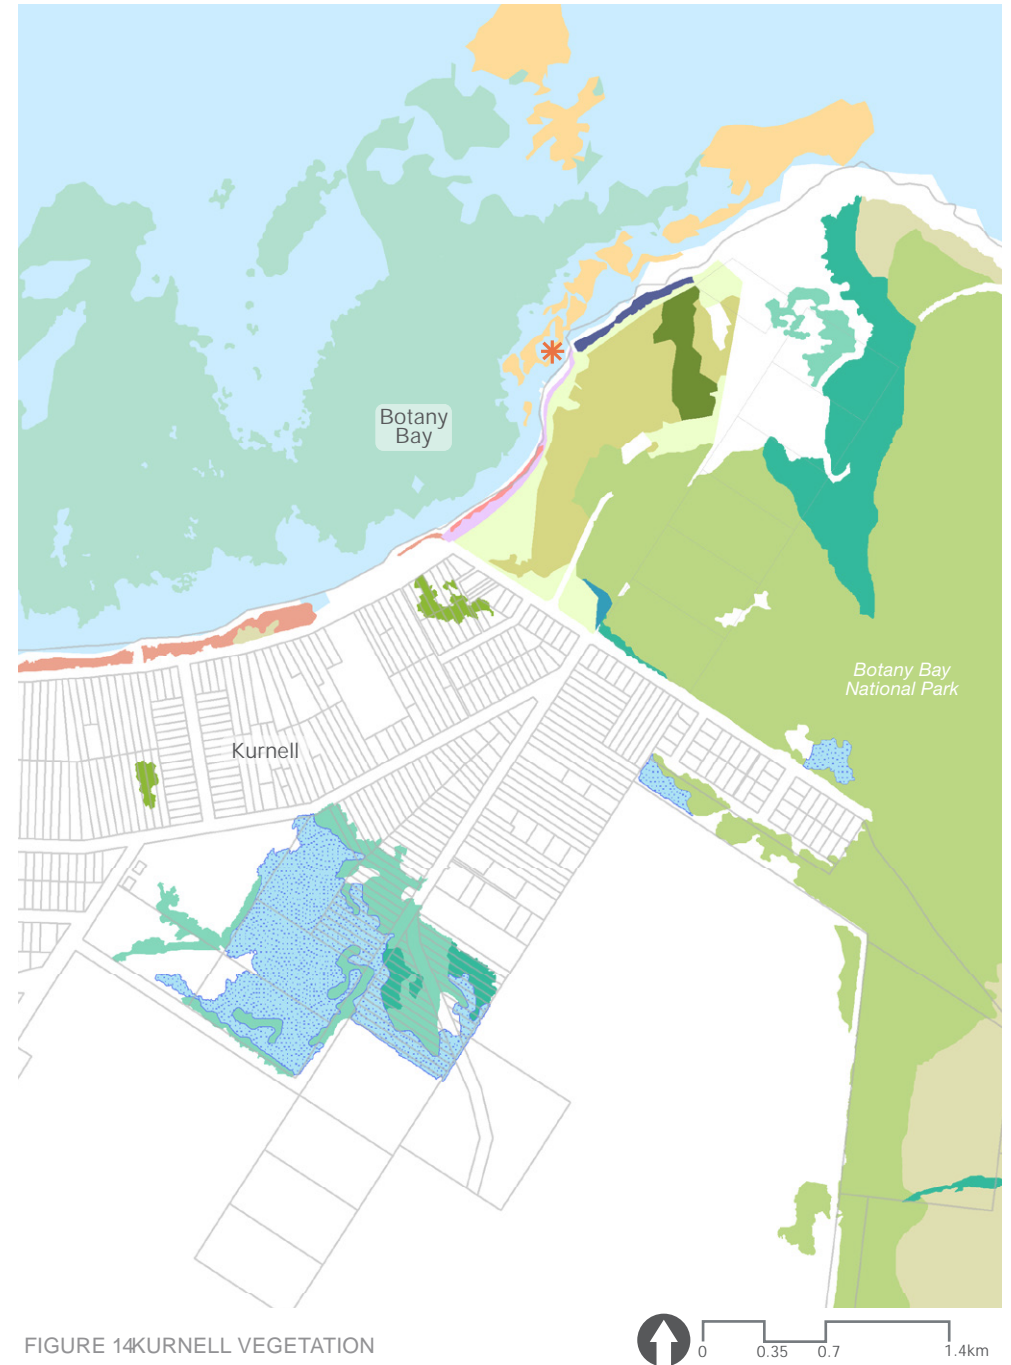 Botany
Bay
Botany Bay
National Park
Kurnell
FIGURE 14KURNELL VEGETATION
0 0.35 0.7 1.4km